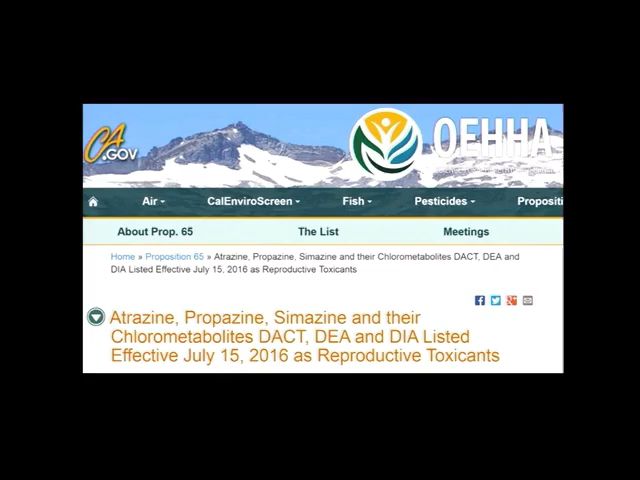 CA
.GOV
OEHHA
Air
CalEnviroScreen
Fish
Pesticides
Propositi
About Prop. 65
The List
Meetings
Home » Proposition 65 » Atrazine, Propazine, Simazine and their Chlorometabolites DACT, DEA and
DIA Listed Effective July 15, 2016 as Reproductive Toxicants
Atrazine, Propazine, Simazine and their
Chlorometabolites DACT, DEA and DIA Listed
Effective July 15, 2016 as Reproductive Toxicants